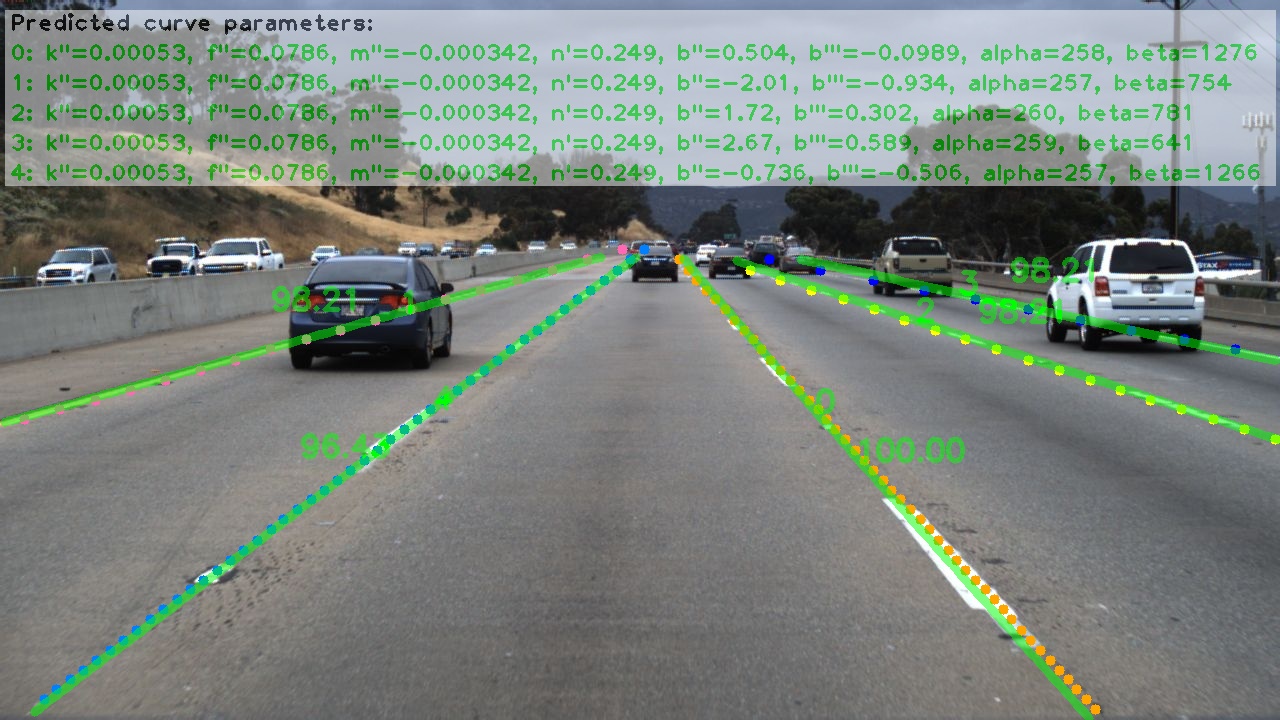 Predicted curve parameters:
0: k''=0.00053, f''=0.0786, m''=−0.000342, n'=0.249, b''=0.504, b'''=−0.0989, alpha=258, beta=1276
1: k''=0.00053, f''=0.0786, m''=−0.000342, n'=0.249, b''=−2.01, b'''=−0.934, alpha=257, beta=754
2: k''=0.00053, f''=0.0786, m''=−0.000342, n'=0.249, b''=1.72, b'''=0.302, alpha=260, beta=781
3: k''=0.00053, f''=0.0786, m''=−0.000342, n'=0.249, b''=2.67, b'''=0.589, alpha=259, beta=641
4: k''=0.00053, f''=0.0786, m''=−0.000342, n'=0.249, b''=−0.736, b'''=−0.506, alpha=257, beta=1266
98.21
3
98.21
2
0
100.00